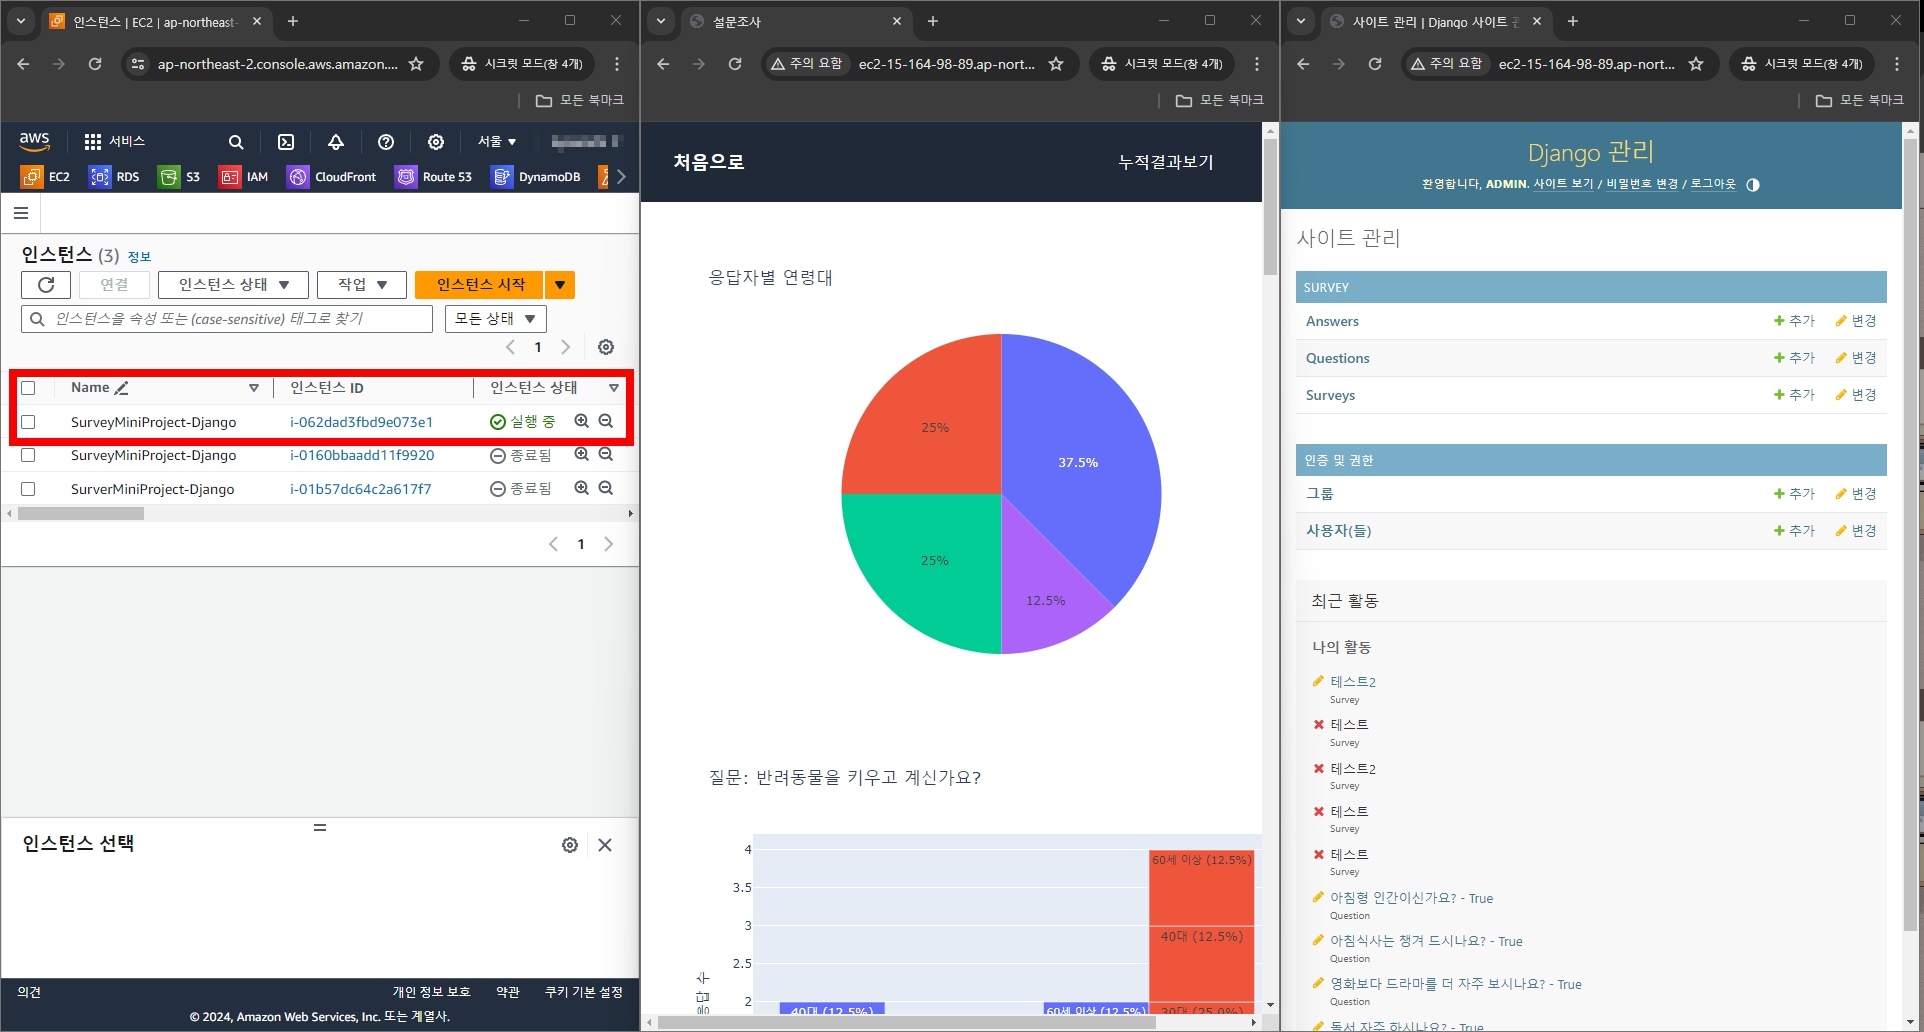 인스턴스 | EC2 | ap-northeast-
ap-northeast-2.console.aws.amazon....
시크릿 모드(창 4개)
모든 북마크
aws
서비스
서울
EC2
RDS
S3
IAM
CloudFront
Route 53
DynamoDB
인스턴스 (3) 정보
연결
인스턴스 상태
작업
인스턴스 시작
인스턴스을 속성 또는 (case-sensitive) 태그로 찾기
모든 상태
1
Name
인스턴스 ID
인스턴스 상태
SurveyMiniProject-Django i-062dad3fbd9e073e1 실행 중
SurveyMiniProject-Django i-0160bbaadd11f9920 종료됨
SurverMiniProject-Django i-01b57dc64c2a617f7 종료됨
1
인스턴스 선택
의견
개인 정보 보호
약관
쿠키 기본 설정
© 2024, Amazon Web Services, Inc. 또는 계열사.
설문조사
주의 요함
ec2-15-164-98-89.ap-nort...
시크릿 모드(창 4개)
모든 북마크
처음으로
누적결과보기
응답자별 연령대
25%
37.5%
25%
12.5%
질문: 반려동물을 키우고 계신가요?
4
3.5
3
2.5
2
응답 수
60세 이상 (12.5%)
40대 (12.5%)
40대 (12.5%)
60세 이상 (12.5%)
30대 (25.0%)
사이트 관리 | Django 사이트 관
주의 요함
ec2-15-164-98-89.ap-nort...
시크릿 모드(창 4개)
모든 북마크
Django 관리
환영합니다, ADMIN. 사이트 보기 / 비밀번호 변경 / 로그아웃
사이트 관리
SURVEY
Answers 추가 변경
Questions 추가 변경
Surveys 추가 변경
인증 및 권한
그룹 추가 변경
사용자(들) 추가 변경
최근 활동
나의 활동
테스트2
Survey
테스트
Survey
테스트2
Survey
테스트
Survey
테스트
Survey
아침형 인간이신가요? - True
Question
아침식사는 챙겨 드시나요? - True
Question
영화보다 드라마를 더 자주 보시나요? - True
Question
독서 자주 하시나요? - True